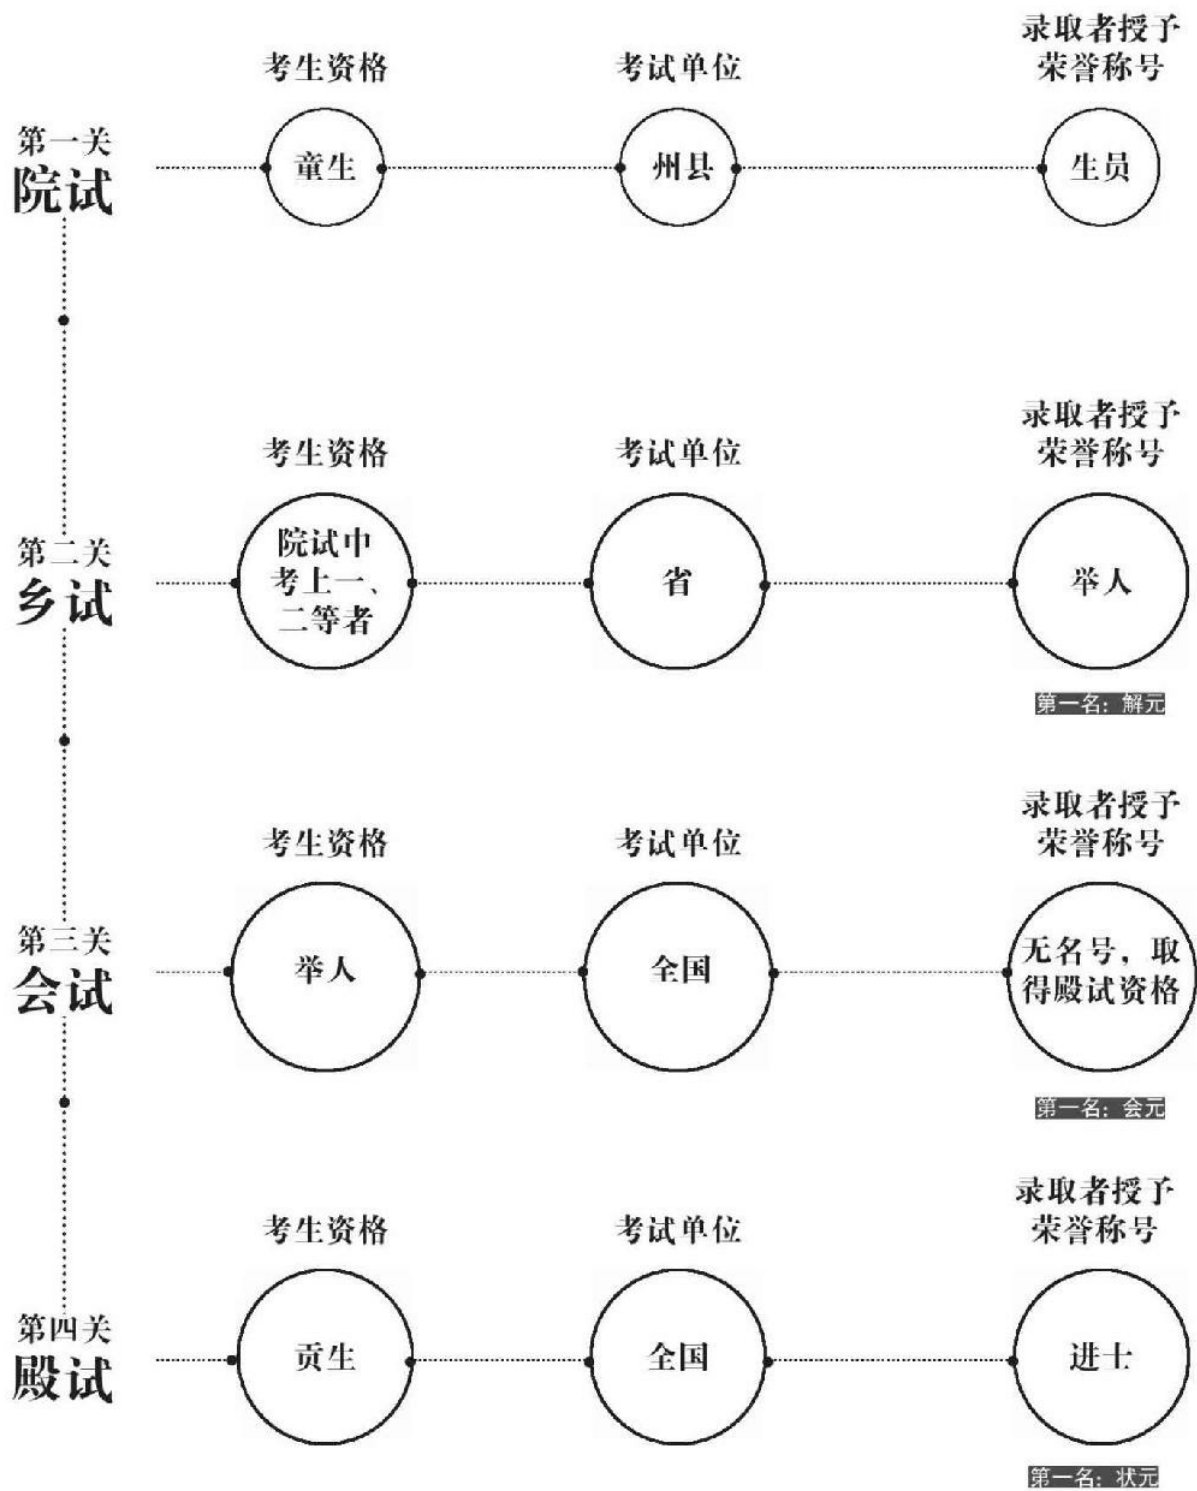 考生资格
考试单位
录取者授予
荣誉称号
第一关
院试
童生
州县
生员
考生资格
考试单位
录取者授予
荣誉称号
第二关
乡试
院试中
考上一、
二等者
省
举人
第一名：解元
考生资格
考试单位
录取者授予
荣誉称号
第三关
会试
举人
全国
无名号，取
得殿试资格
第一名：会元
考生资格
考试单位
录取者授予
荣誉称号
第四关
殿试
贡生
全国
进士
第一名：状元